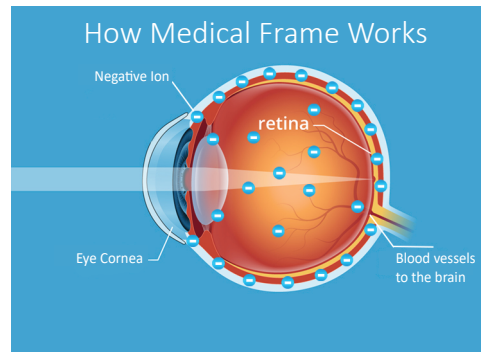 How Medical Frame Works
Negative Ion
retina
Eye Cornea
Blood vessels
to the brain